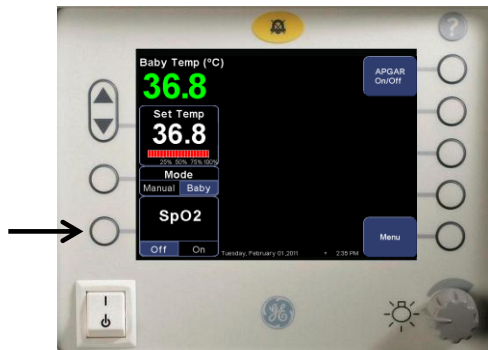 ?
Baby Temp (°C)
36.8
APGAR
On/Off
Set Temp
36.8
25% 50% 75% 100%
Mode
Manual Baby
SpO2
Off On
Tuesday, February 01,2011 2:35 PM
Menu
GE